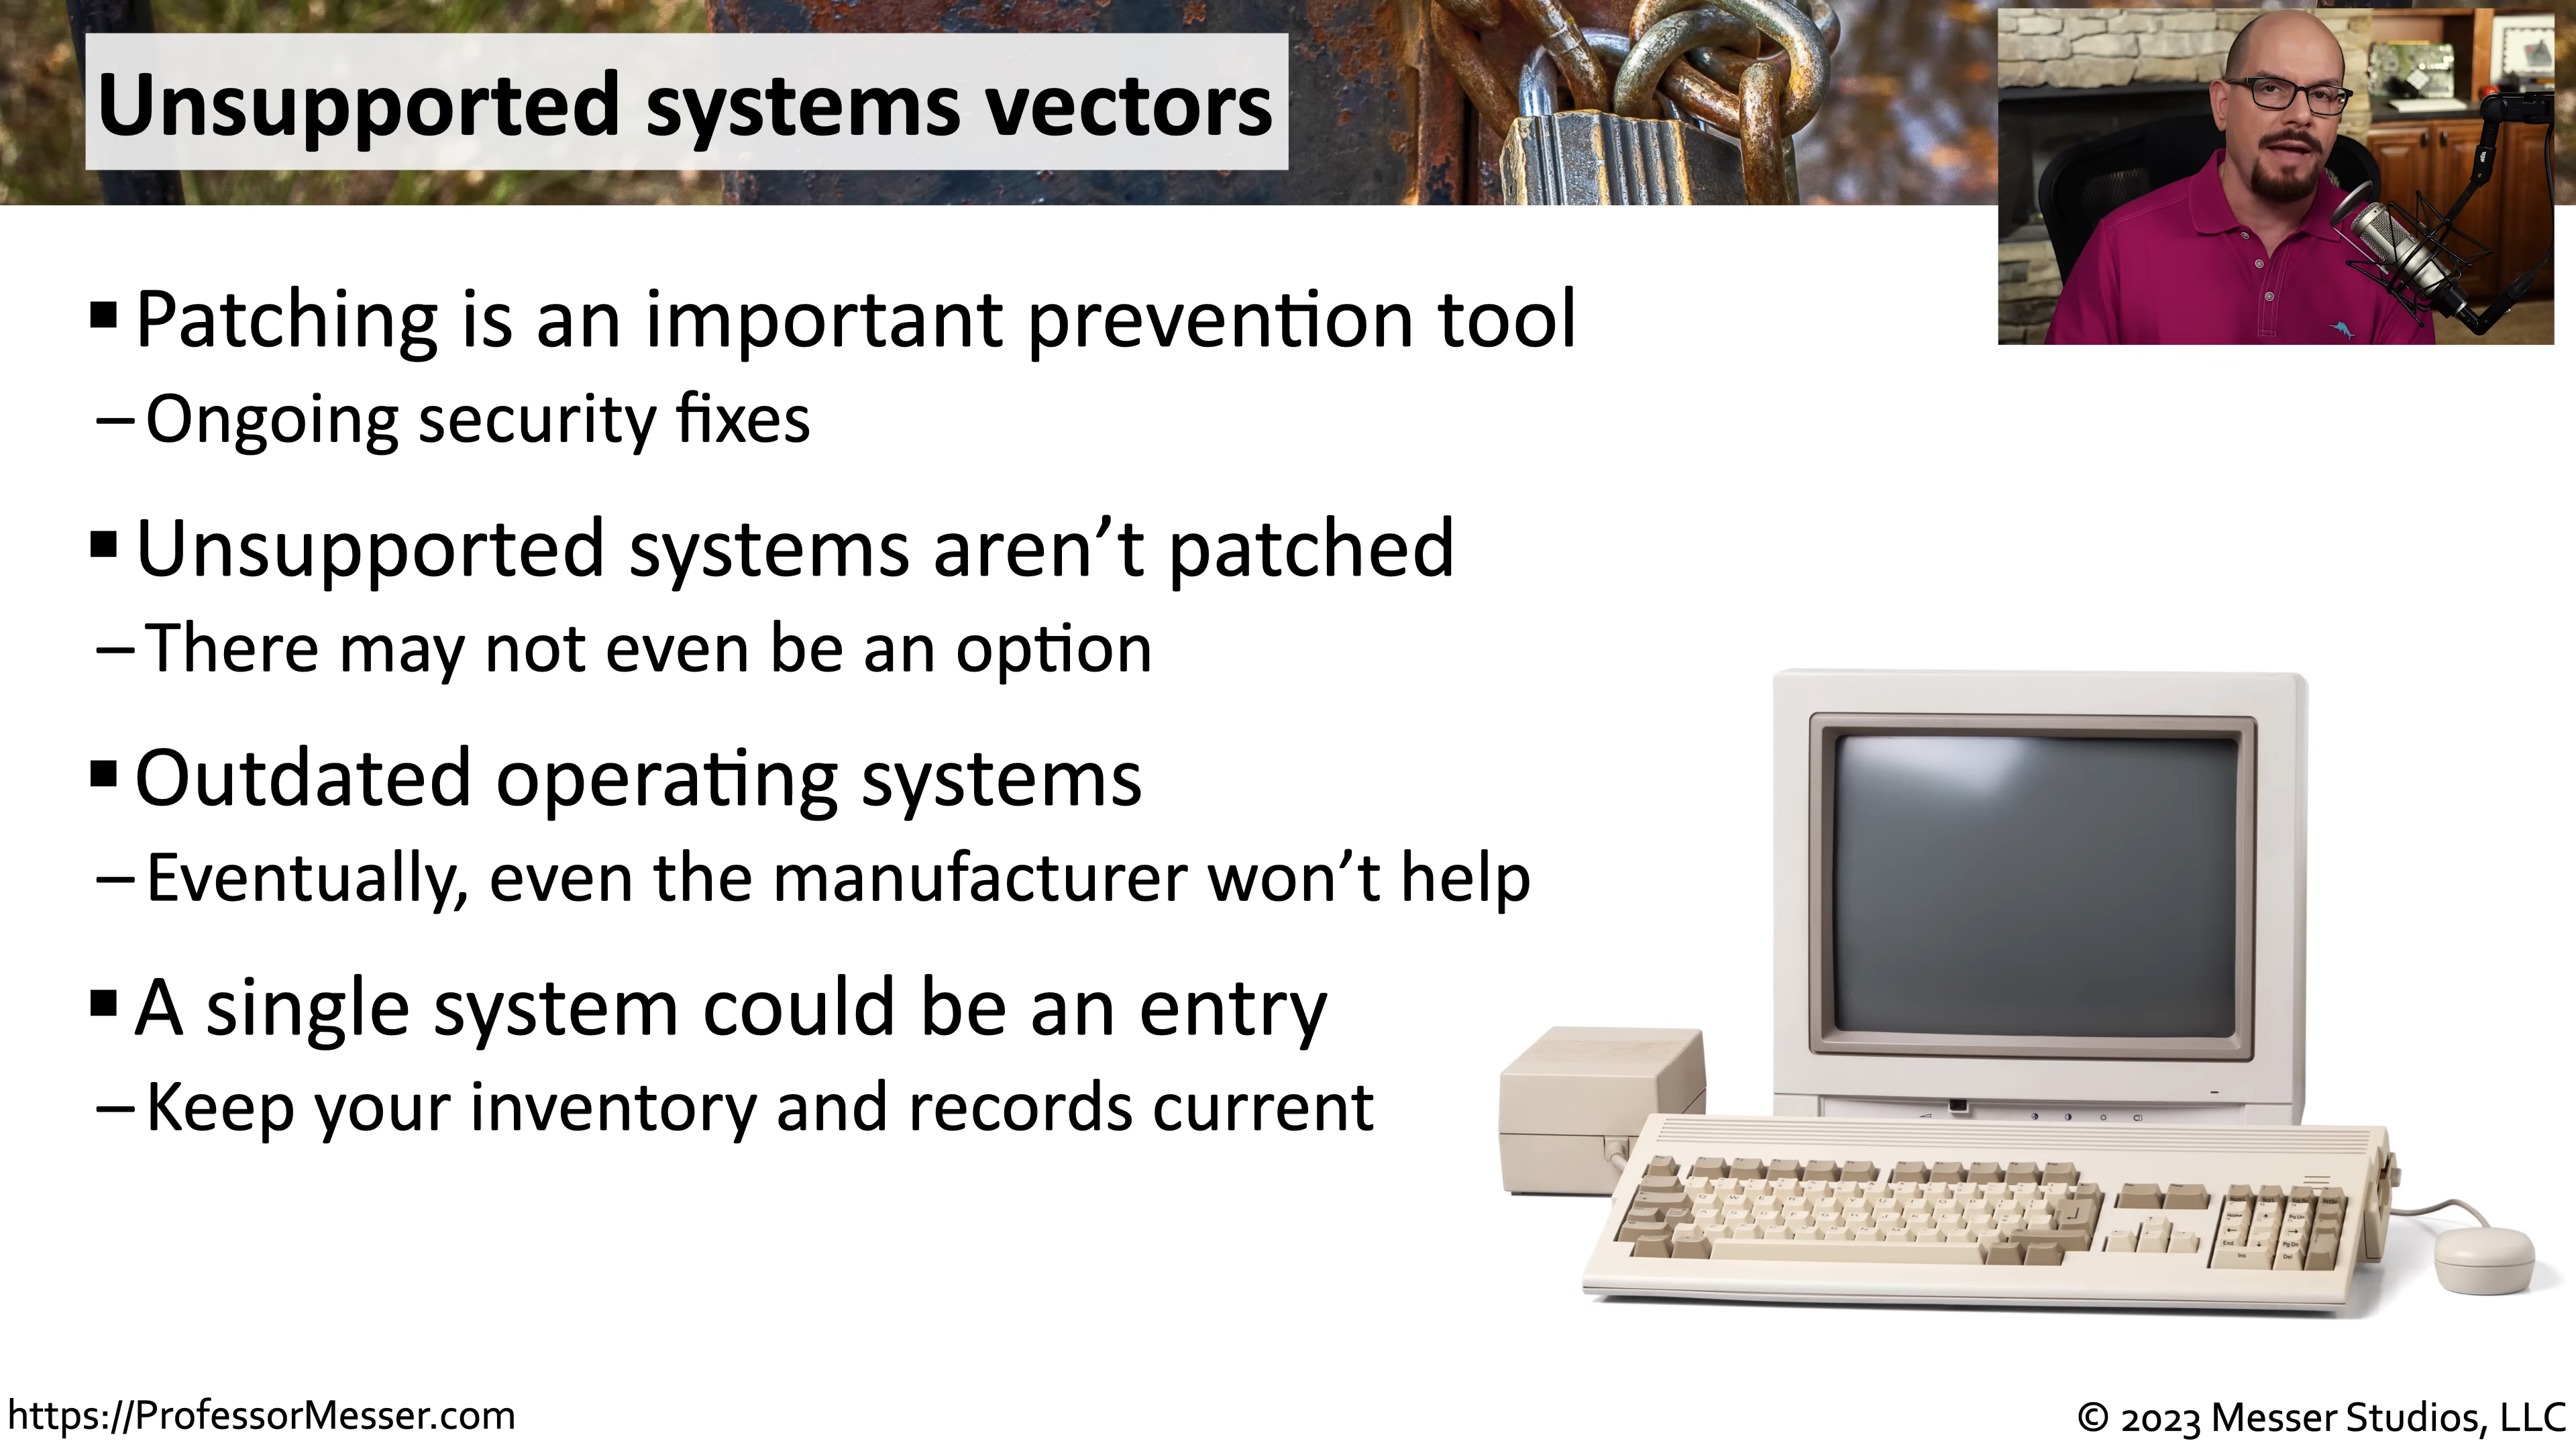 Unsupported systems vectors
▪ Patching is an important prevention tool
– Ongoing security fixes
▪ Unsupported systems aren’t patched
– There may not even be an option
▪ Outdated operating systems
– Eventually, even the manufacturer won’t help
▪ A single system could be an entry
– Keep your inventory and records current
https://ProfessorMesser.com
© 2023 Messer Studios, LLC